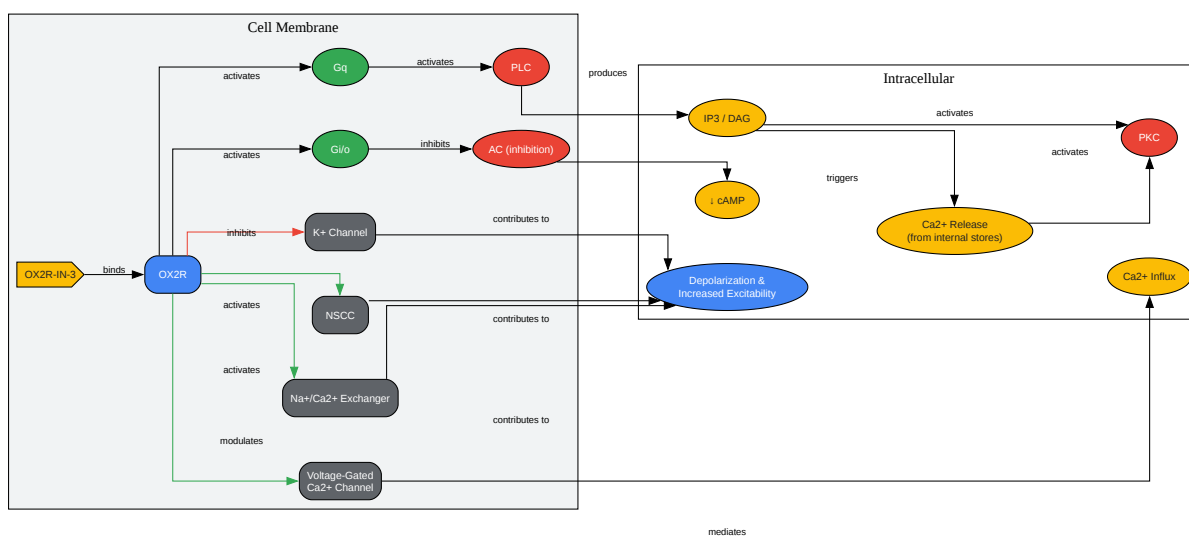 Cell Membrane
Gq
activates
PLC
activates
produces
Intracellular
IP3 / DAG
activates
PKC
Gi/o
inhibits
AC (inhibition)
activates
activates
triggers
↓ cAMP
contributes to
K+ Channel
inhibits
Ca2+ Release
(from internal stores)
OX2R-IN-3
binds
OX2R
Depolarization &
Increased Excitability
Ca2+ Influx
activates
NSCC
contributes to
activates
Na+/Ca2+ Exchanger
contributes to
modulates
Voltage-Gated
Ca2+ Channel
mediates